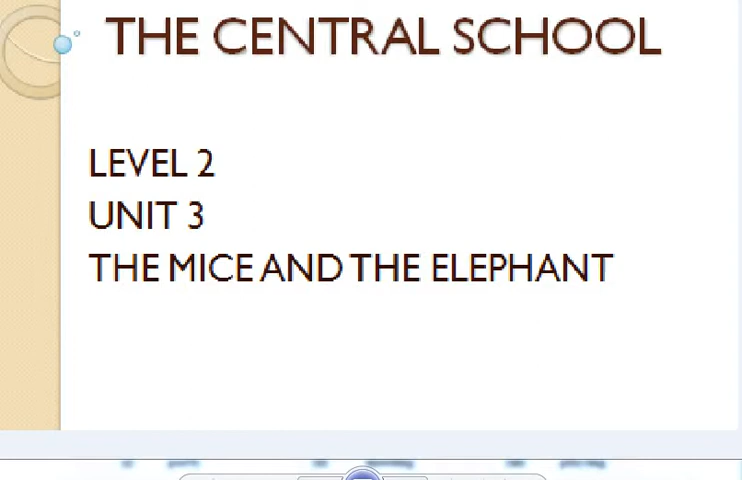 THE CENTRAL SCHOOL
LEVEL 2
UNIT 3
THE MICE AND THE ELEPHANT